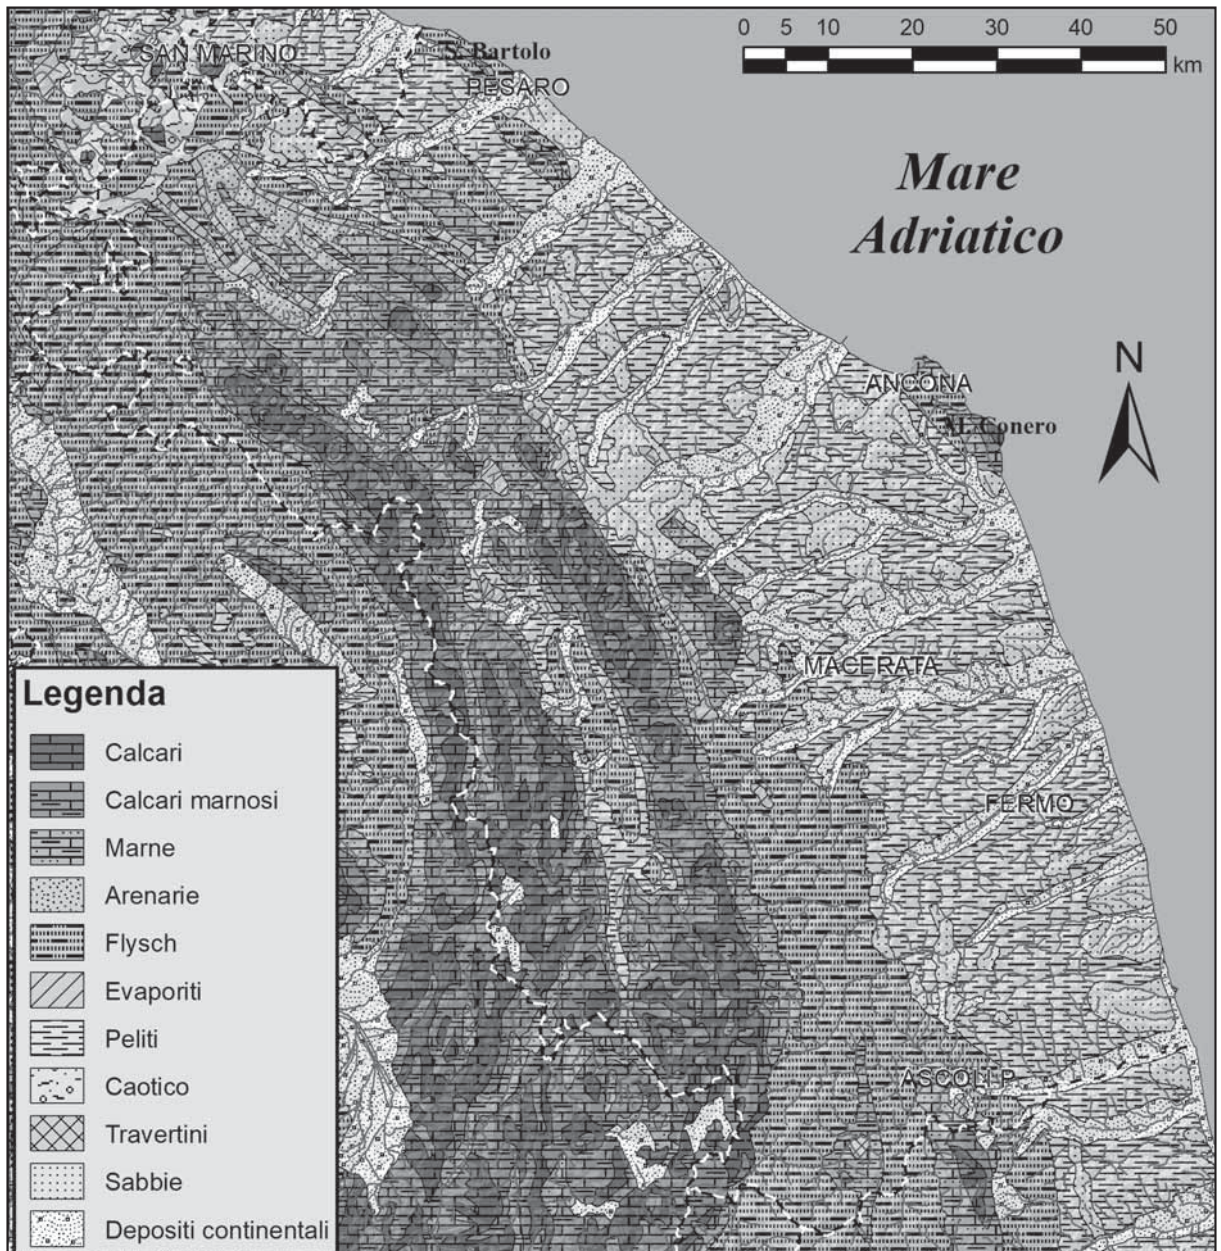 SAN MARINO
S. Bartolo
PESARO
0 5 10 20 30 40 50
km
Mare
Adriatico
N
ANCONA
M. Conero
MACERATA
FERMO
ASCOLI P.
Legenda
Calcari
Calcari marnosi
Marne
Arenarie
Flysch
Evaporiti
Peliti
Caotico
Travertini
Sabbie
Depositi continentali